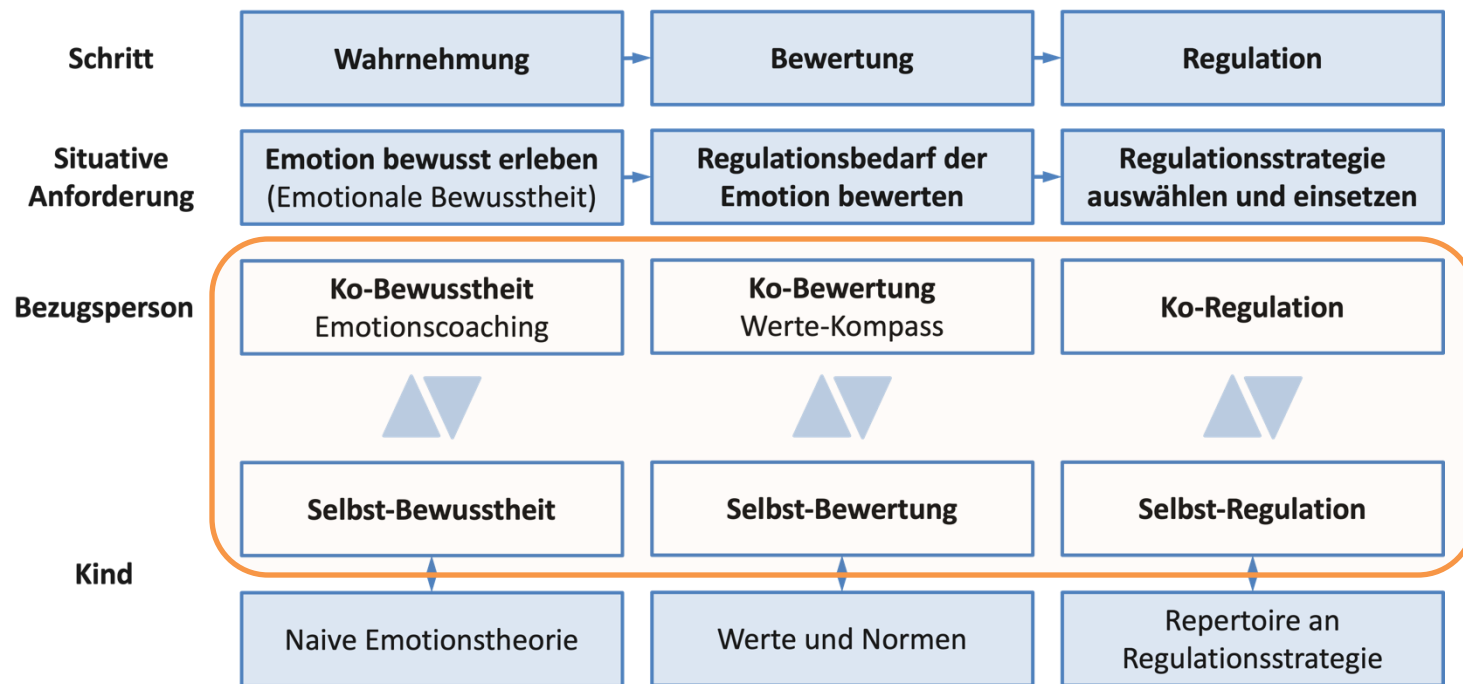 Schritt
Wahrnehmung
Bewertung
Regulation
Situative
Anforderung
Emotion bewusst erleben
(Emotionale Bewusstheit)
Regulationsbedarf der
Emotion bewerten
Regulationsstrategie
auswählen und einsetzen
Bezugsperson
Ko-Bewusstheit
Emotionscoaching
Ko-Bewertung
Werte-Kompass
Ko-Regulation
Selbst-Bewusstheit
Selbst-Bewertung
Selbst-Regulation
Kind
Naive Emotionstheorie
Werte und Normen
Repertoire an
Regulationsstrategie